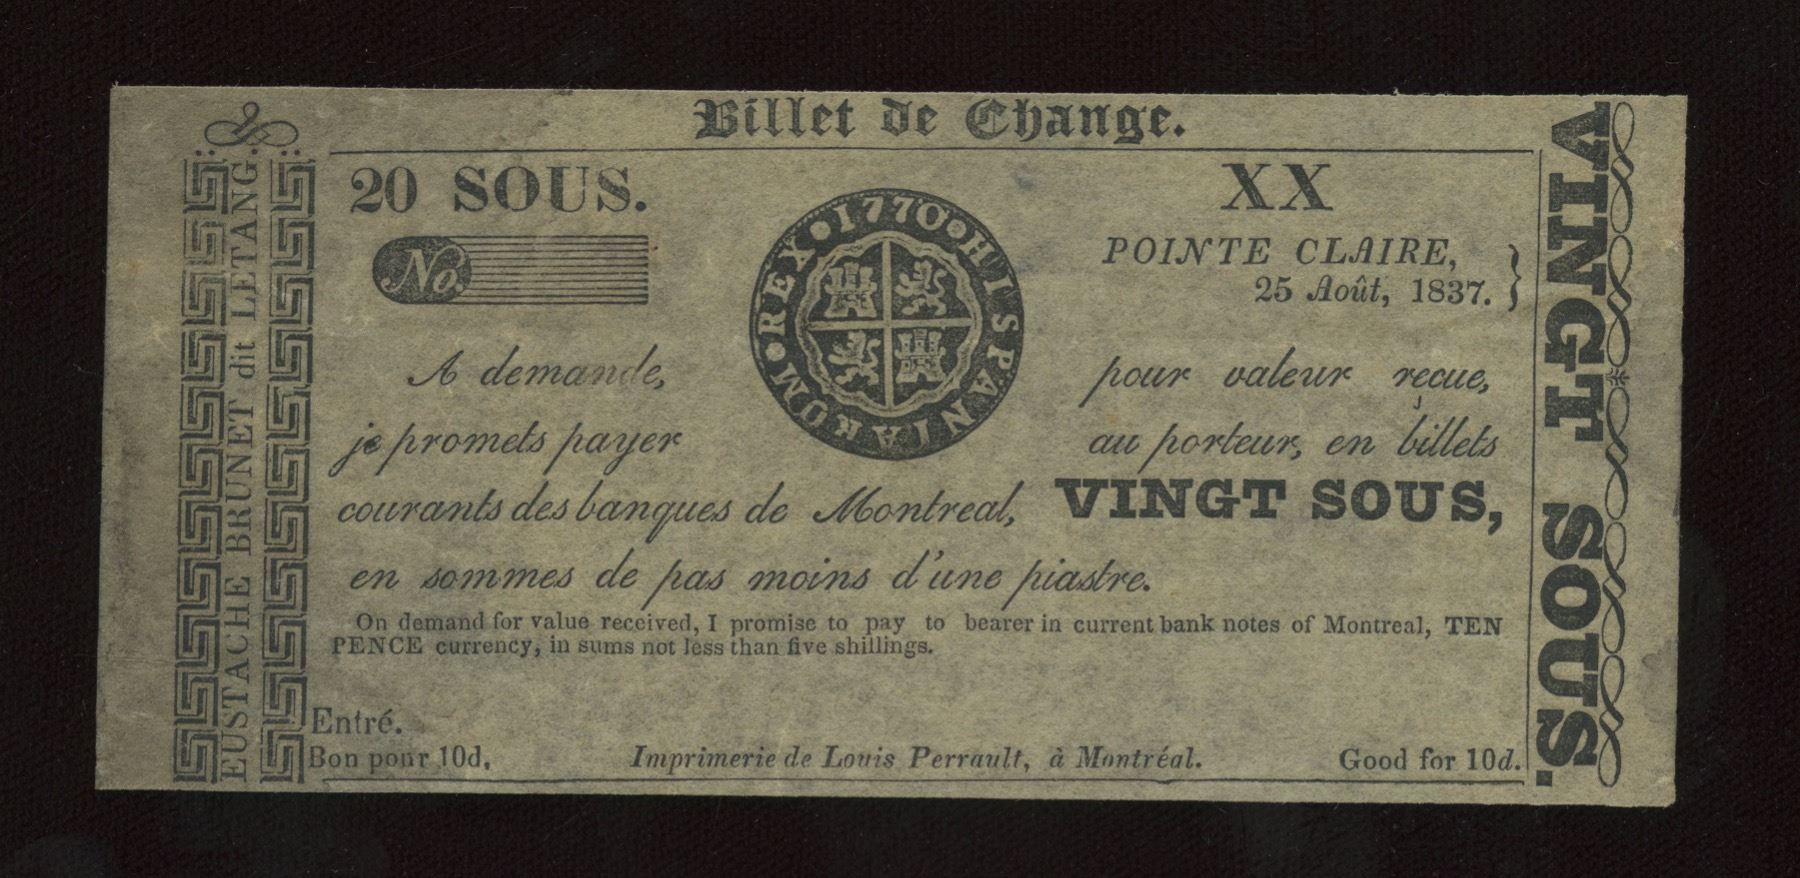 Billet de Change.
20 SOUS.
XX
No.
REX • 1770 • HISPANIARUM •
POINTE CLAIRE,
25 Août, 1837.
A demande, pour valeur reçue,
je promets payer au porteur, en billets
courants des banques de Montreal, VINGT SOUS,
en sommes de pas moins d'une piastre.
On demand for value received, I promise to pay to bearer in current bank notes of Montreal, TEN
PENCE currency, in sums not less than five shillings.
Entré.
Bon pour 10d.
Imprimerie de Louis Perrault, à Montréal.
Good for 10d.
EUSTACHE BRUNET dit LETANG.
VINGT SOUS.